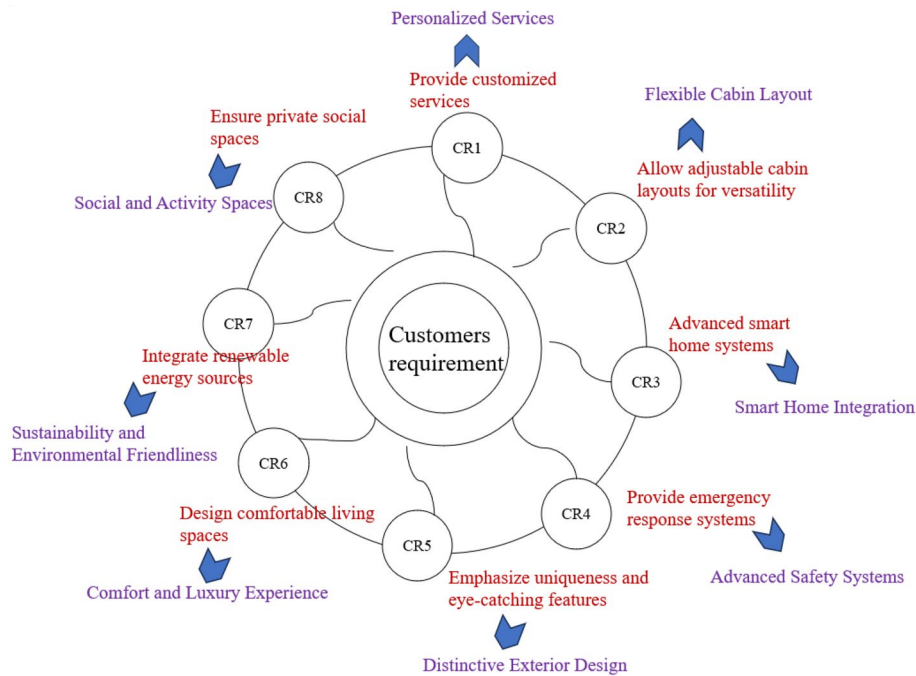 Personalized Services
Provide customized
services
CR1
Flexible Cabin Layout
Allow adjustable cabin
layouts for versatility
CR2
Advanced smart
home systems
CR3
Smart Home Integration
Provide emergency
response systems
CR4
Advanced Safety Systems
CR5
Emphasize uniqueness and
eye-catching features
Distinctive Exterior Design
CR6
Design comfortable living
spaces
Comfort and Luxury Experience
CR7
Integrate renewable
energy sources
Sustainability and
Environmental Friendliness
Ensure private social
spaces
CR8
Social and Activity Spaces
Customers
requirement